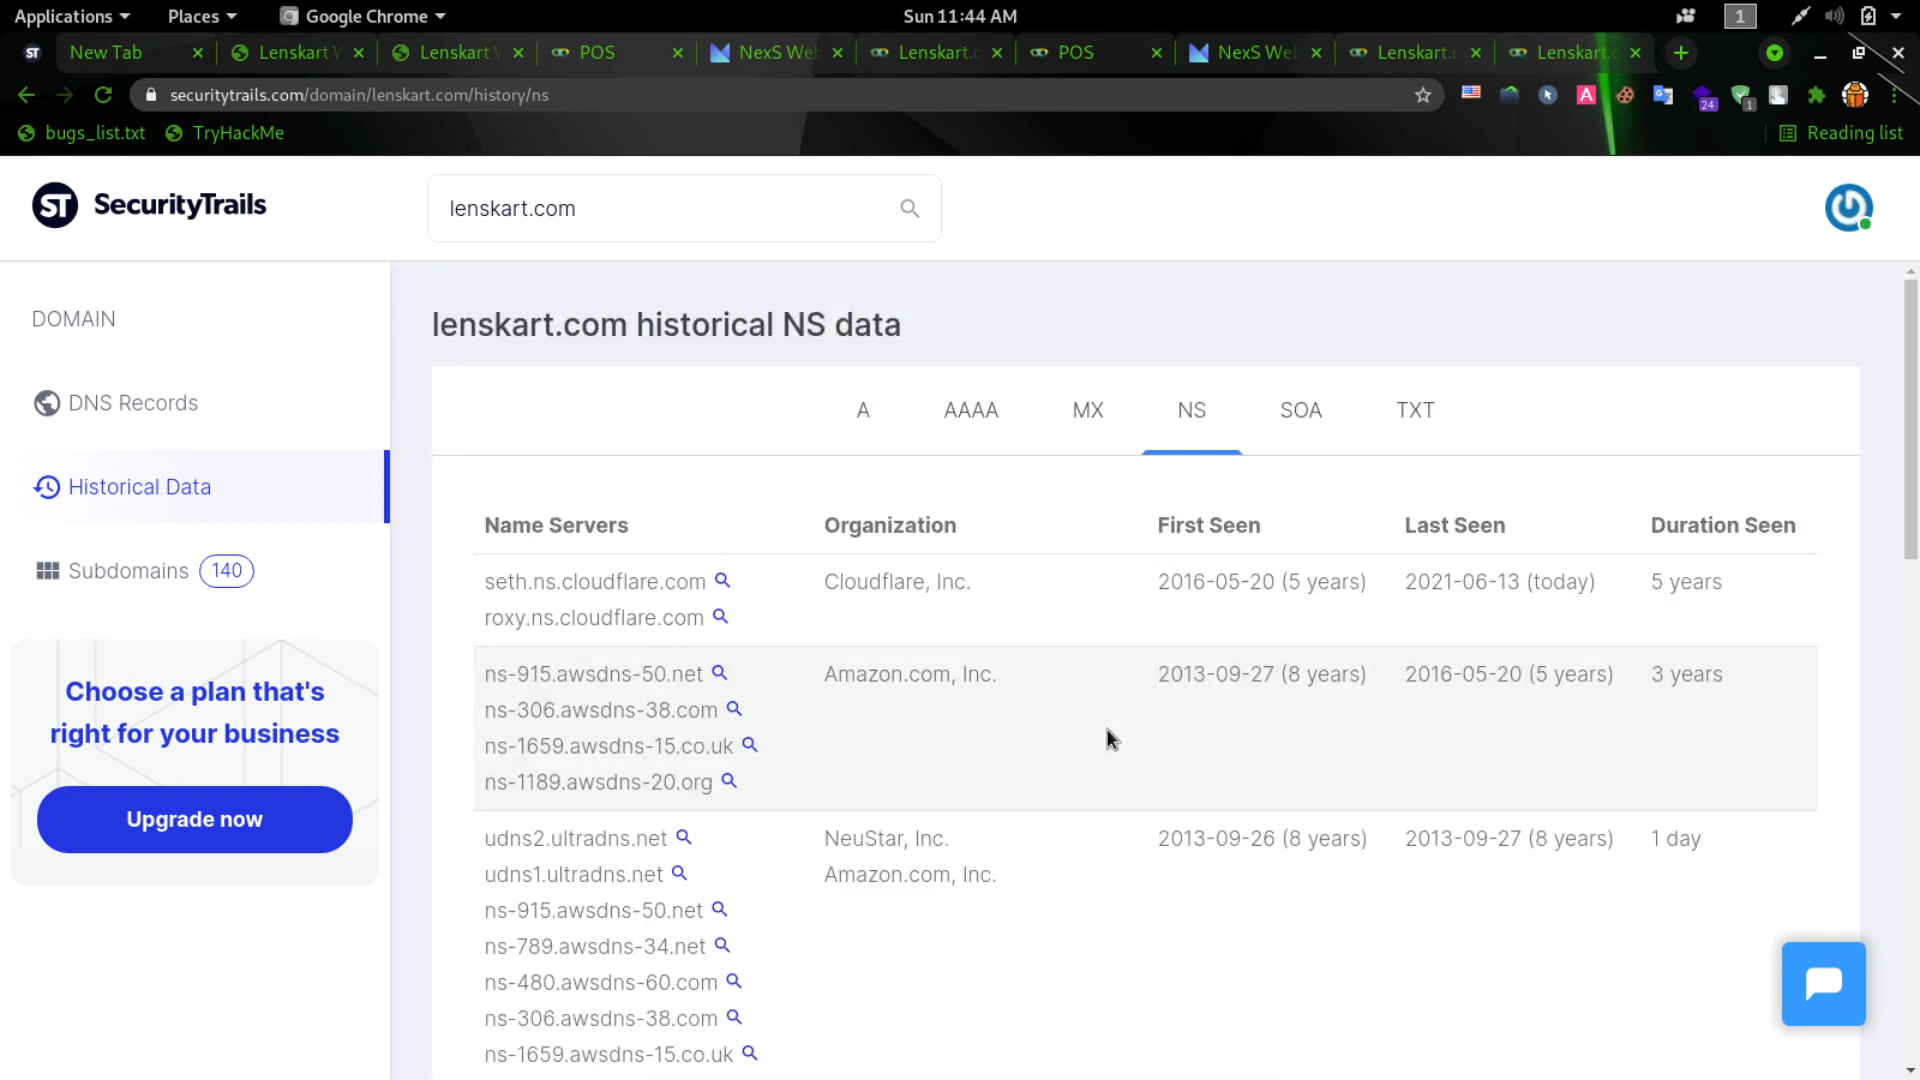 Applications Places Google Chrome Sun 11:44 AM 1
ST New Tab Lenskart Lenskart POS NexS Web Lenskart.c POS NexS Web Lenskart. Lenskart.
securitytrails.com/domain/lenskart.com/history/ns A 24 1
bugs_list.txt TryHackMe Reading list
ST SecurityTrails lenskart.com
DOMAIN
DNS Records
Historical Data
Subdomains 140
Choose a plan that's
right for your business
Upgrade now
lenskart.com historical NS data
A AAAA MX NS SOA TXT
Name Servers Organization First Seen Last Seen Duration Seen
seth.ns.cloudflare.com Cloudflare, Inc. 2016-05-20 (5 years) 2021-06-13 (today) 5 years
roxy.ns.cloudflare.com
ns-915.awsdns-50.net Amazon.com, Inc. 2013-09-27 (8 years) 2016-05-20 (5 years) 3 years
ns-306.awsdns-38.com
ns-1659.awsdns-15.co.uk
ns-1189.awsdns-20.org
udns2.ultradns.net NeuStar, Inc. 2013-09-26 (8 years) 2013-09-27 (8 years) 1 day
udns1.ultradns.net Amazon.com, Inc.
ns-915.awsdns-50.net
ns-789.awsdns-34.net
ns-480.awsdns-60.com
ns-306.awsdns-38.com
ns-1659.awsdns-15.co.uk